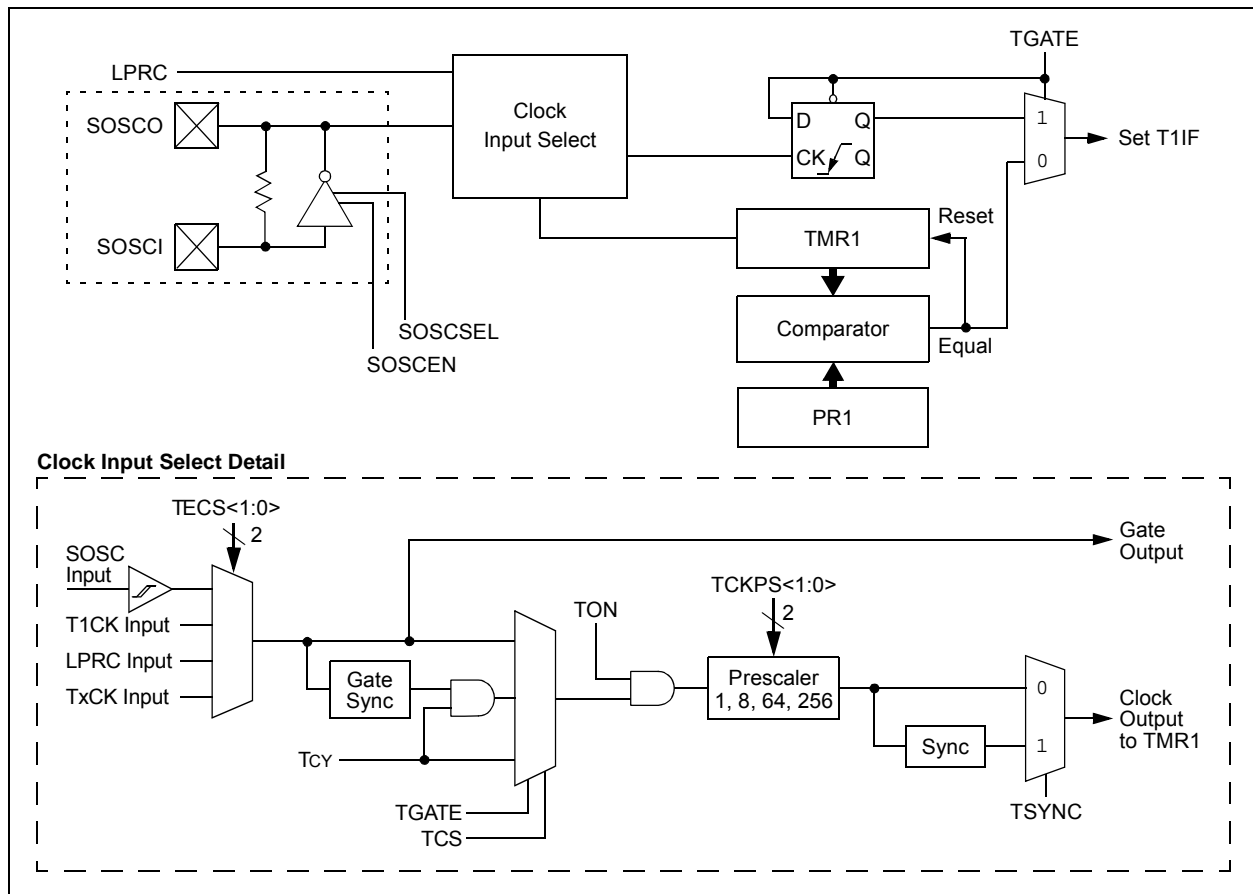 TGATE
LPRC
Clock
Input Select
SOSCO
SOSCI
SOSCSEL
SOSCEN
D Q
CK Q
1
0
Set T1IF
Reset
TMR1
Comparator
Equal
PR1
Clock Input Select Detail
TECS<1:0>
2
SOSC
Input
T1CK Input
LPRC Input
TxCK Input
Gate
Output
Gate
Sync
TCY
TGATE
TCS
TON
TCKPS<1:0>
2
Prescaler
1, 8, 64, 256
Sync
0
1
TSYNC
Clock
Output
to TMR1